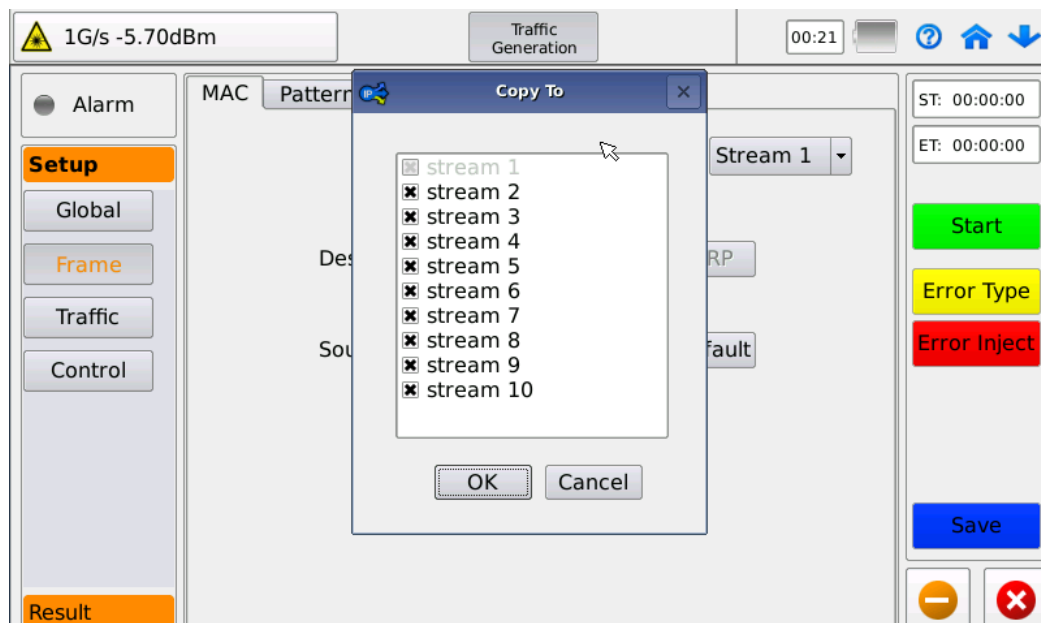 1G/s -5.70dBm
Traffic
Generation
00:21
Alarm
MAC
Pattern
IP
Copy To
ST: 00:00:00
ET: 00:00:00
Setup
Global
Frame
Traffic
Control
Result
Stream 1
stream 1
stream 2
stream 3
stream 4
stream 5
stream 6
stream 7
stream 8
stream 9
stream 10
Des
RP
Sou
fault
OK
Cancel
Start
Error Type
Error Inject
Save